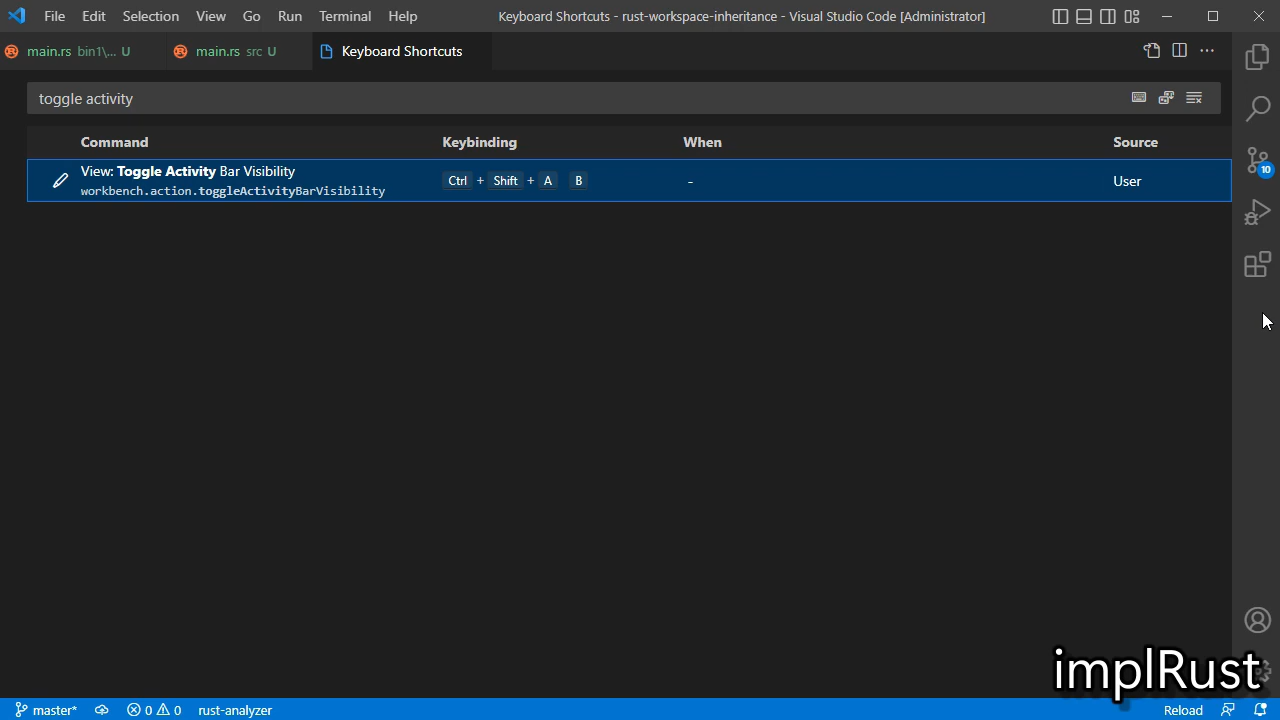 File Edit Selection View Go Run Terminal Help Keyboard Shortcuts - rust-workspace-inheritance - Visual Studio Code [Administrator]
main.rs bin1\... U main.rs src U Keyboard Shortcuts
toggle activity
Command Keybinding When Source
View: Toggle Activity Bar Visibility
workbench.action.toggleActivityBarVisibility
Ctrl + Shift + A B - User
10
implRust
master* 0 0 rust-analyzer Reload